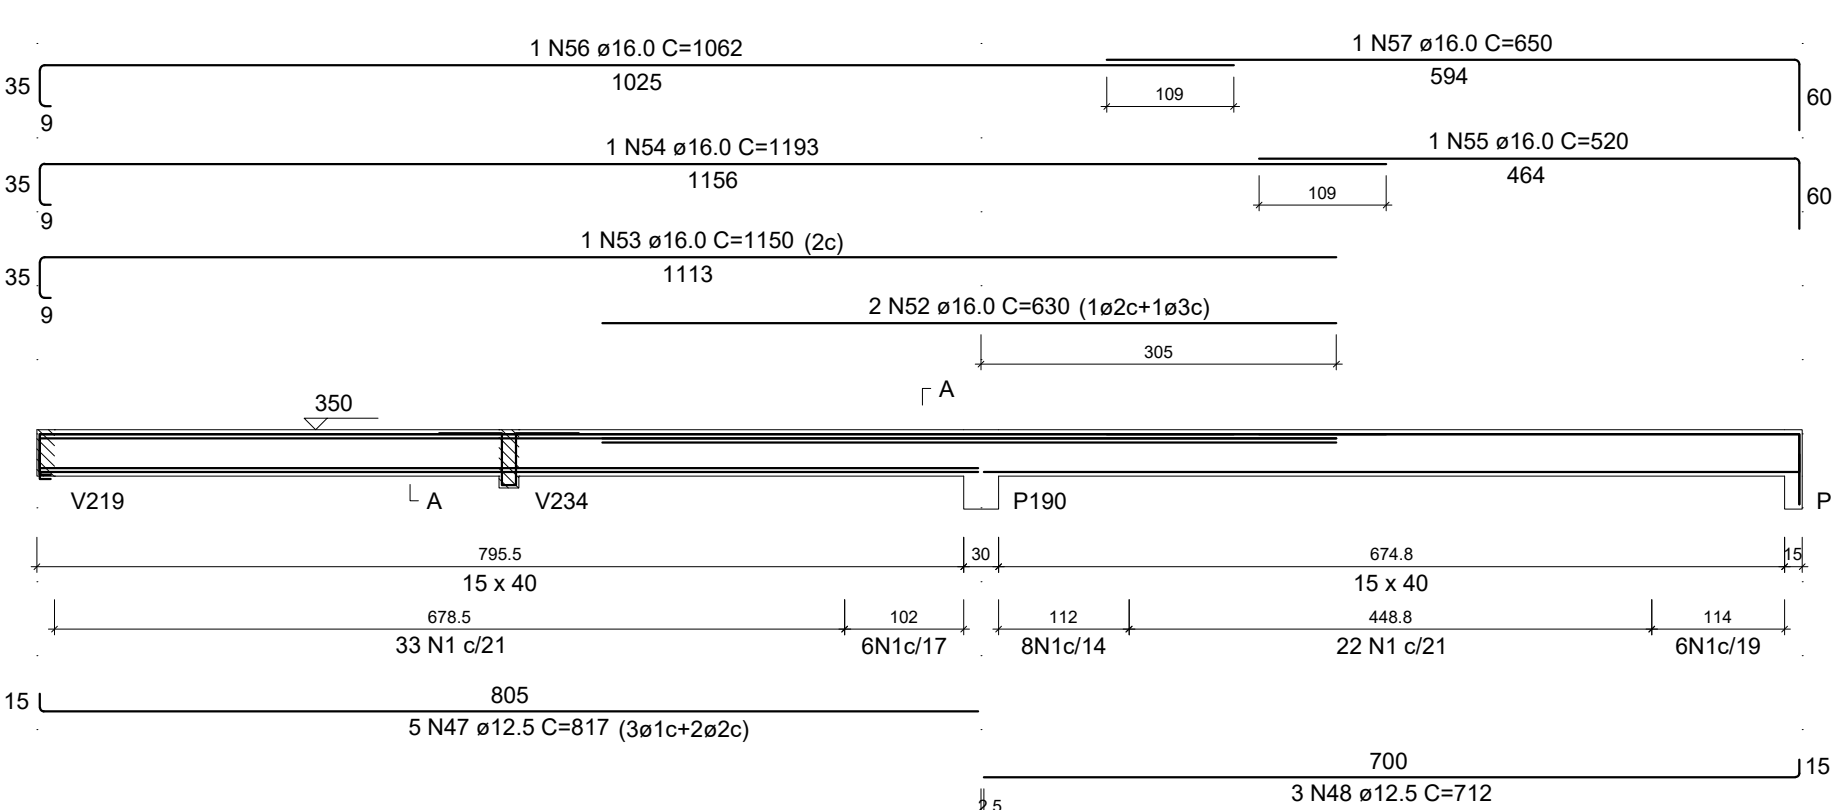 1 N56 ø16.0 C=1062
1 N57 ø16.0 C=650
35
1025
594
109
60
9
1 N54 ø16.0 C=1193
1 N55 ø16.0 C=520
35
1156
464
109
60
9
1 N53 ø16.0 C=1150 (2c)
35
1113
9
2 N52 ø16.0 C=630 (1ø2c+1ø3c)
305
A
350
V219
A
V234
P190
P
795.5
30
674.8
15
15 x 40
15 x 40
678.5
102
112
448.8
114
33 N1 c/21
6N1c/17
8N1c/14
22 N1 c/21
6N1c/19
15
805
5 N47 ø12.5 C=817 (3ø1c+2ø2c)
700
15
3 N48 ø12.5 C=712
2.5